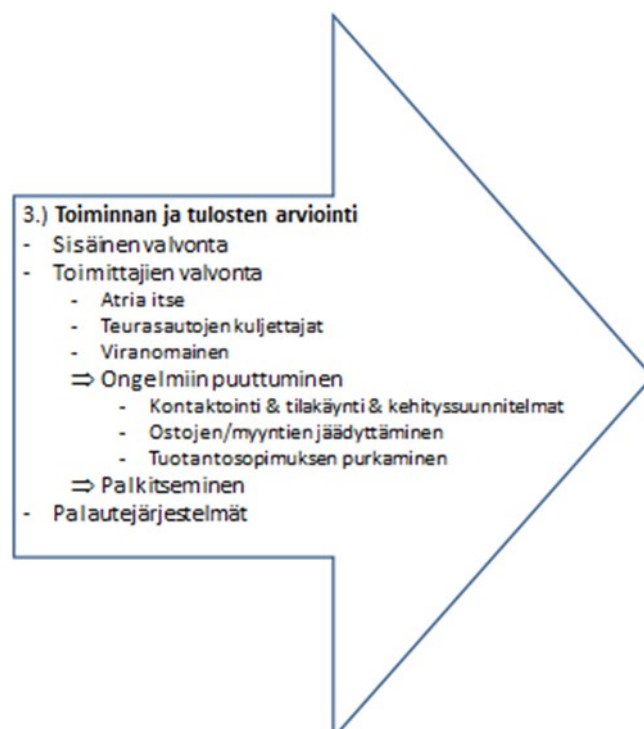 3.) Toiminnan ja tulosten arviointi
- Sisäinen valvonta
- Toimittajien valvonta
- Atria itse
- Teurasautojen kuljettajat
- Viranomainen
⇒ Ongelmiin puuttuminen
- Kontaktointi & tilakäynti & kehityssuunnitelmat
- Ostojen/myyntien jäädyttäminen
- Tuotantosopimuksen purkaminen
⇒ Palkitseminen
- Palautejärjestelmät